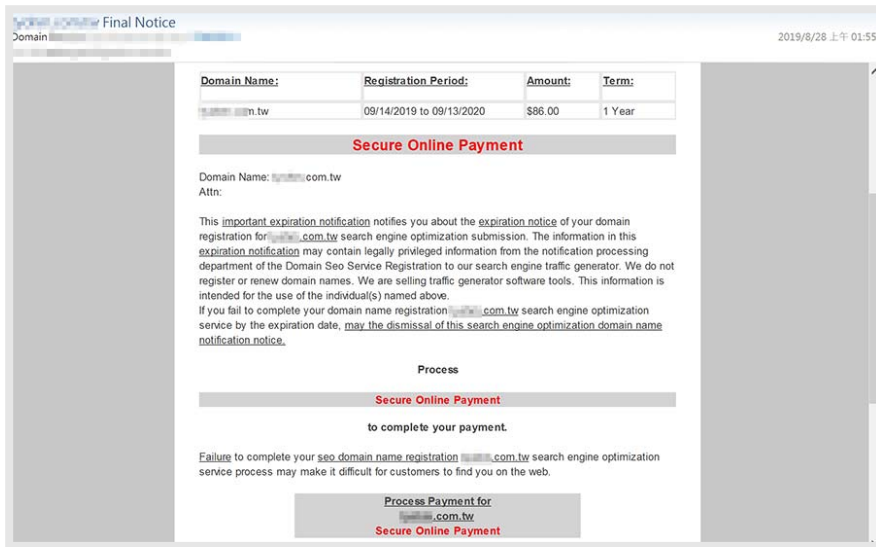 Final Notice
Domain
2019/8/28 上午 01:55
Domain Name: Registration Period: Amount: Term:
m.tw 09/14/2019 to 09/13/2020 $86.00 1 Year
Secure Online Payment
Domain Name: com.tw
Attn:
This important expiration notification notifies you about the expiration notice of your domain
registration for .com.tw search engine optimization submission. The information in this
expiration notification may contain legally privileged information from the notification processing
department of the Domain Seo Service Registration to our search engine traffic generator. We do not
register or renew domain names. We are selling traffic generator software tools. This information is
intended for the use of the individual(s) named above.
If you fail to complete your domain name registration .com.tw search engine optimization
service by the expiration date, may the dismissal of this search engine optimization domain name
notification notice.
Process
Secure Online Payment
to complete your payment.
Failure to complete your seo domain name registration .com.tw search engine optimization
service process may make it difficult for customers to find you on the web.
Process Payment for
.com.tw
Secure Online Payment